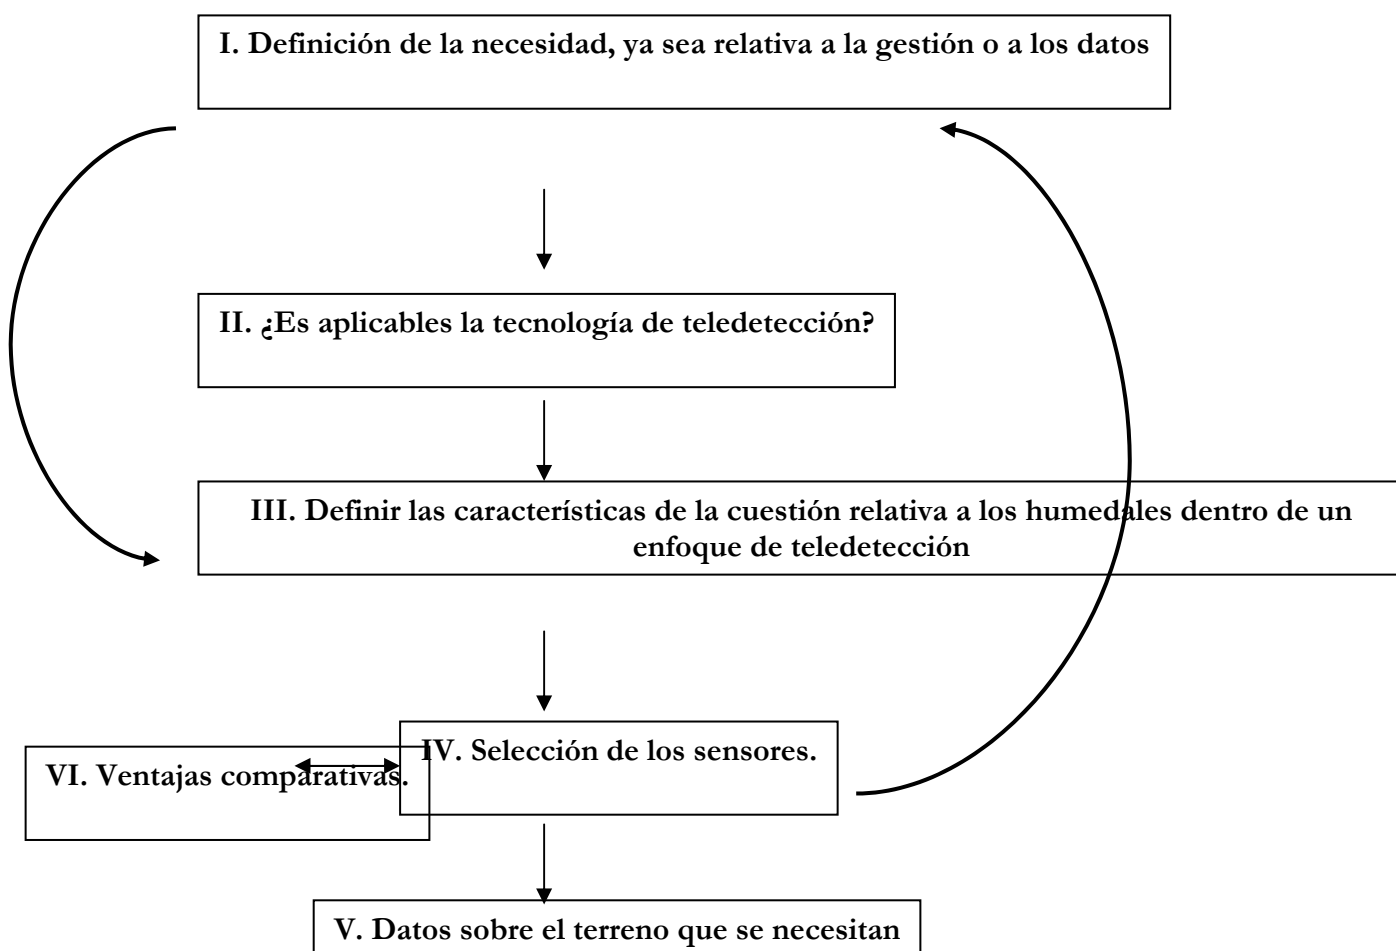 I. Definición de la necesidad, ya sea relativa a la gestión o a los datos
II. ¿Es aplicables la tecnología de teledetección?
III. Definir las características de la cuestión relativa a los humedales dentro de un
enfoque de teledetección
IV. Selección de los sensores.
VI. Ventajas comparativas.
V. Datos sobre el terreno que se necesitan